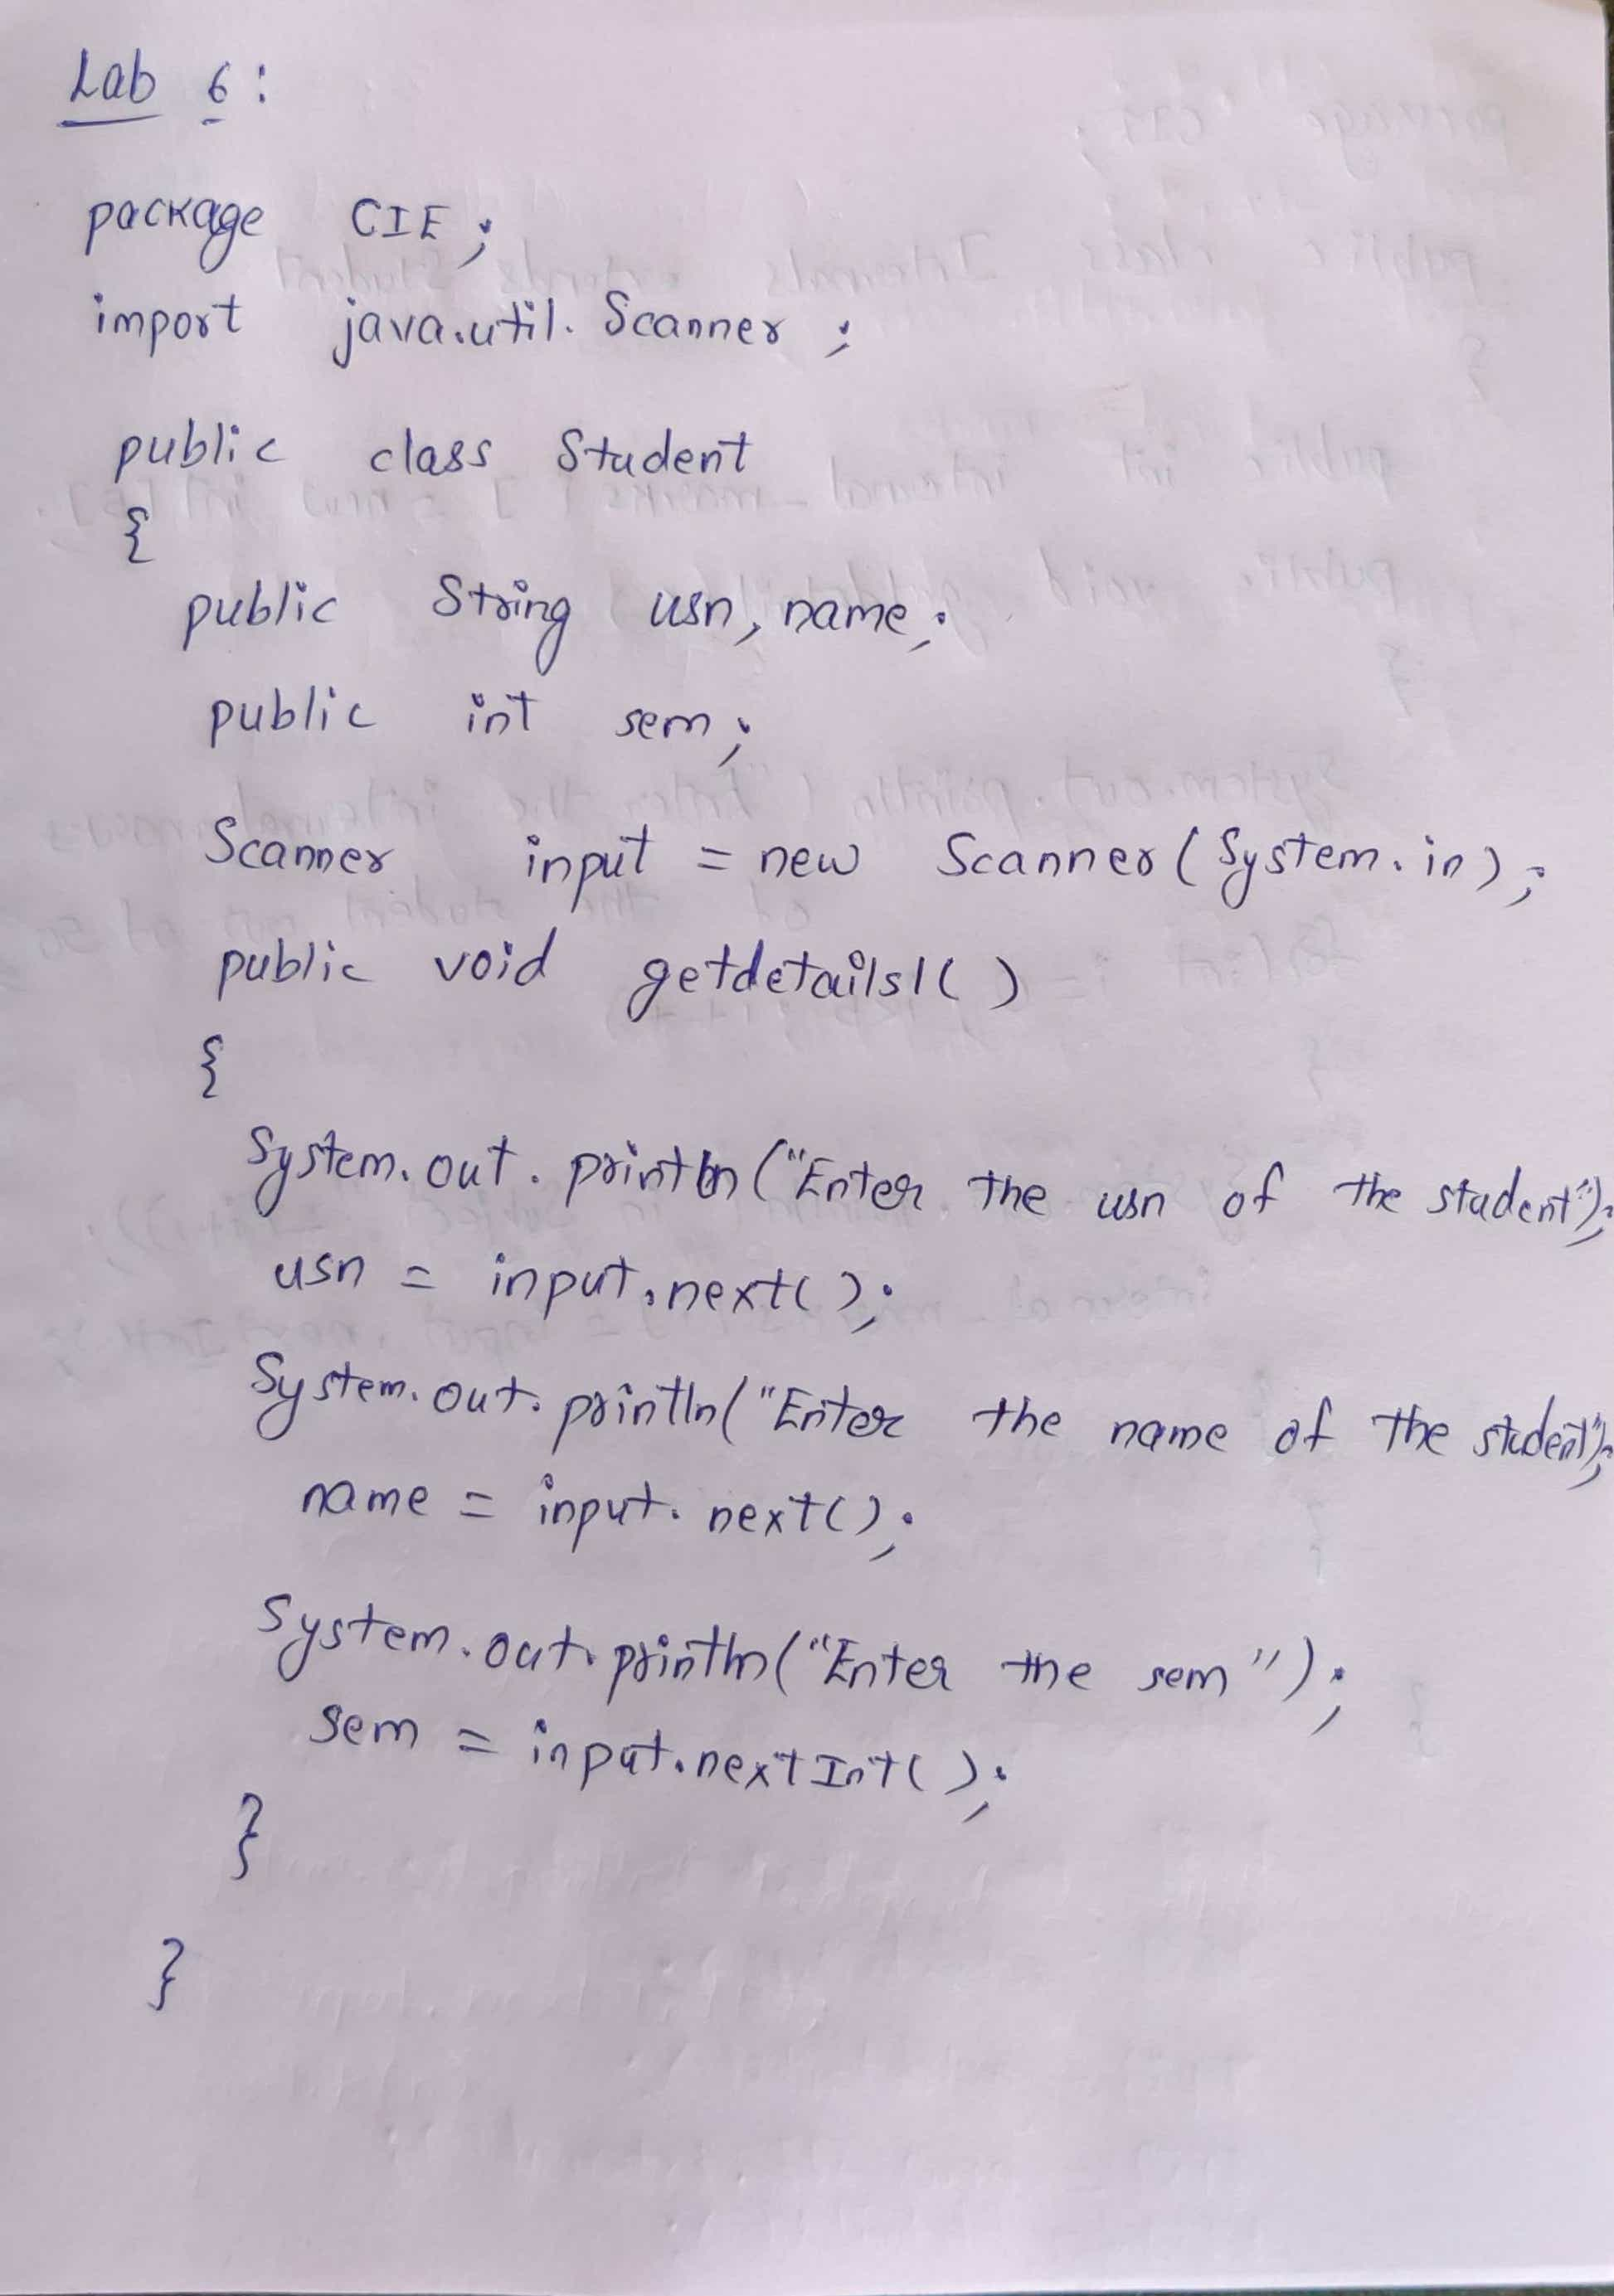 Lab 6:
package CIE;
import java.util.Scanner;
public class Student
{
public String usn, name;
public int sem;
Scanner input = new Scanner(System.in);
public void getdetails1()
{
System.out.println("Enter the usn of the student");
usn = input.next();
System.out.println("Enter the name of the student");
name = input.next();
System.out.println("Enter the sem");
sem = input.nextInt();
}
}